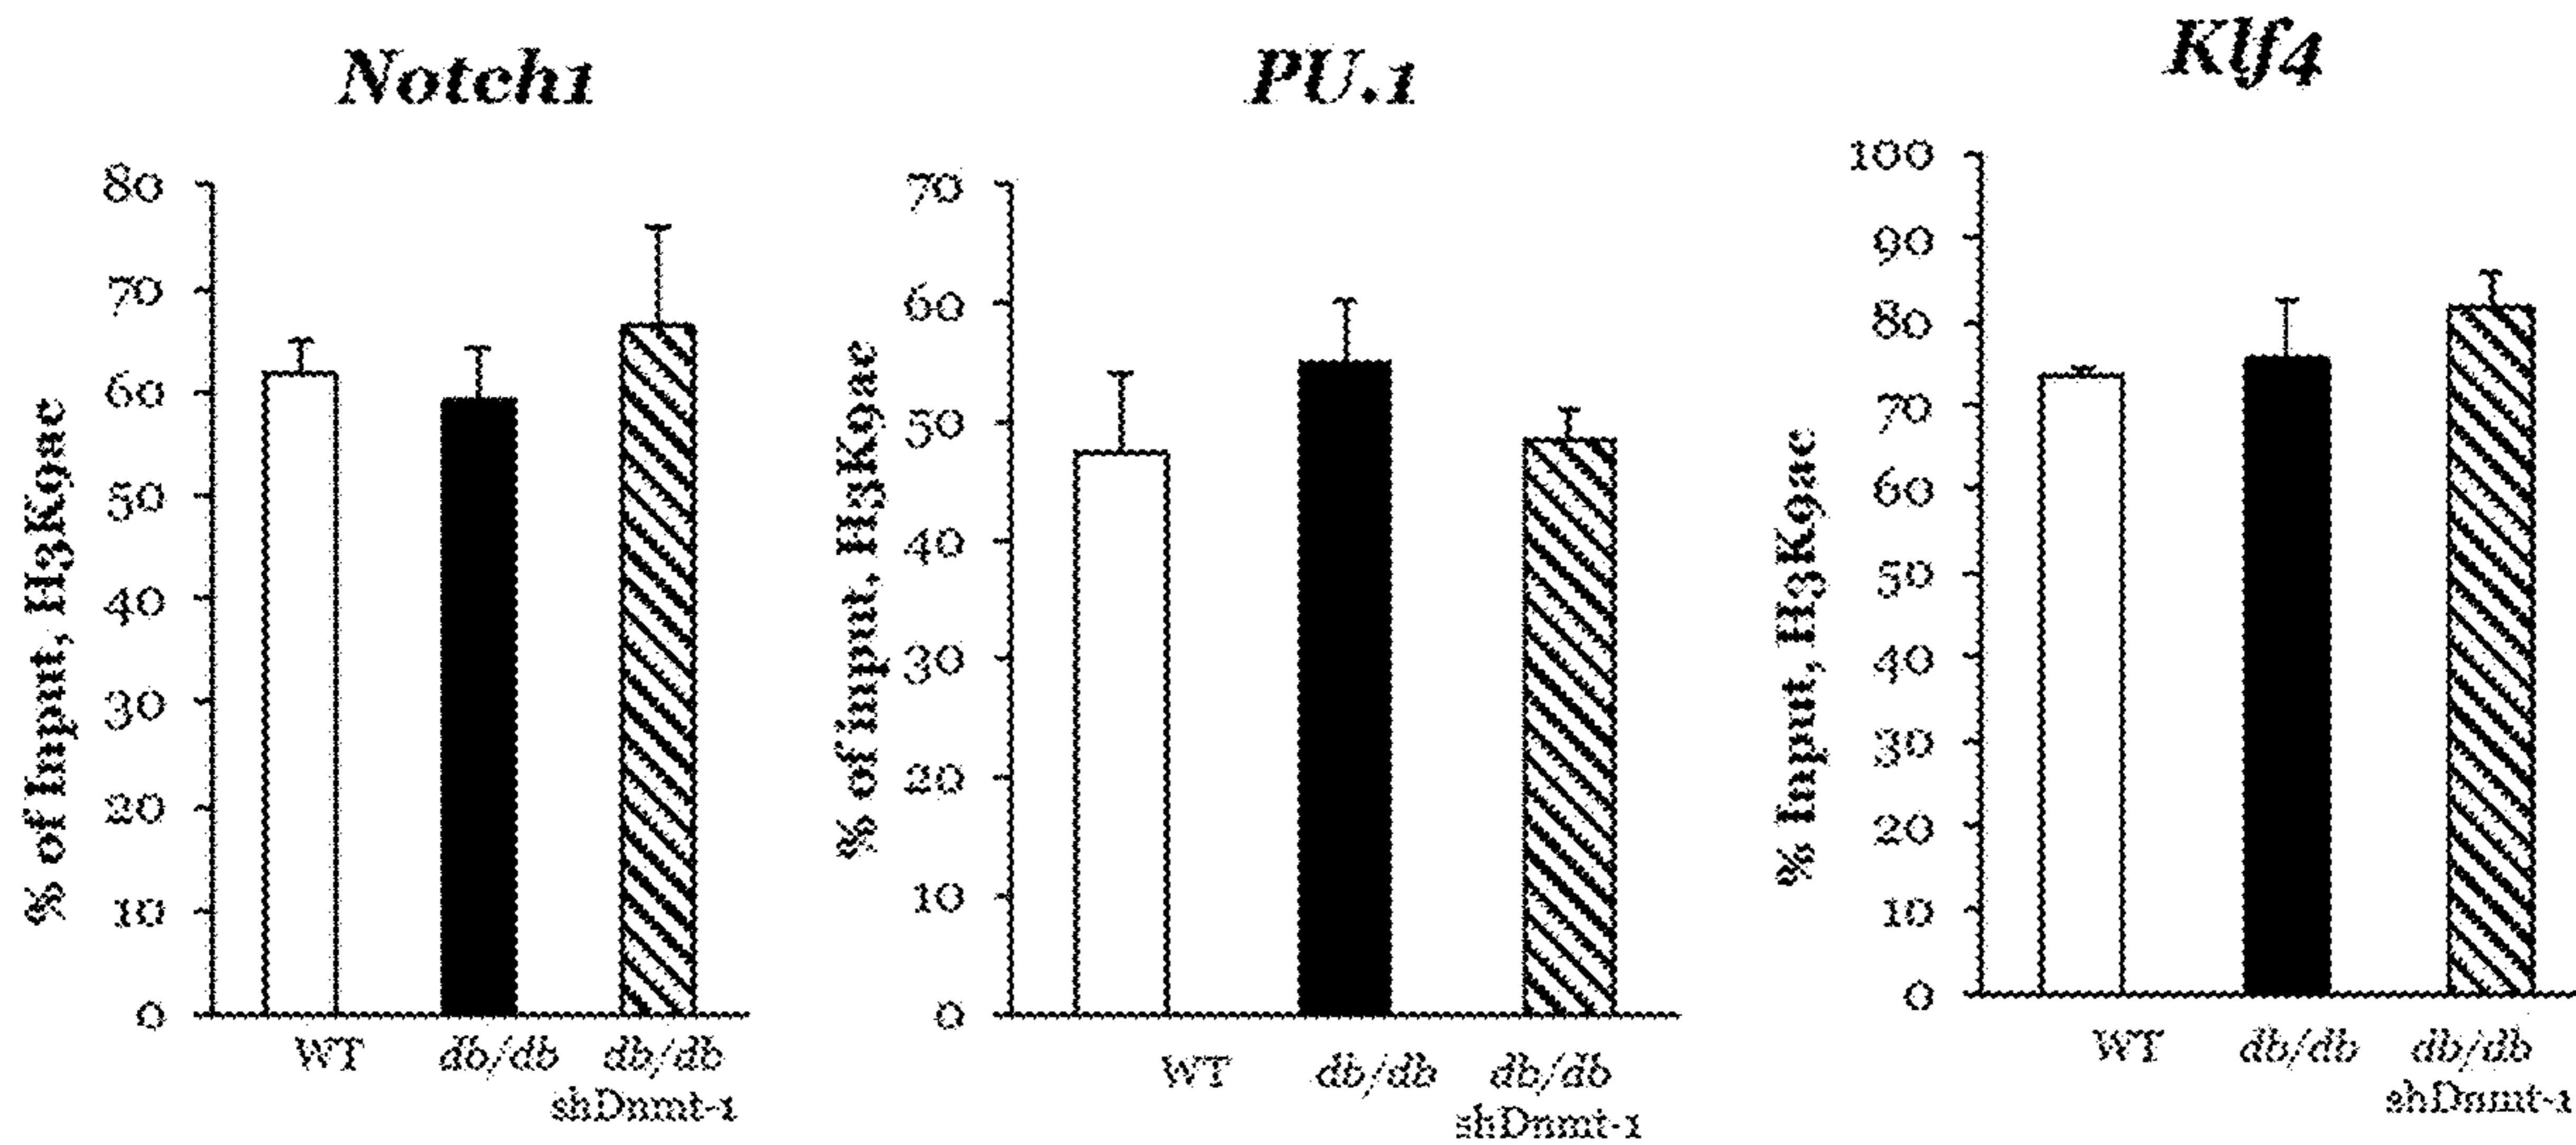 Notch1
% of Input, H3K9ac
80
70
60
50
40
30
20
10
0
WT
db/db
db/db
shDnmt-1
PU.1
% of input, H3K9ac
70
60
50
40
30
20
10
0
WT
db/db
db/db
shDnmt-1
Klf4
% Input, H3K9ac
100
90
80
70
60
50
40
30
20
10
0
WT
db/db
db/db
shDnmt-1